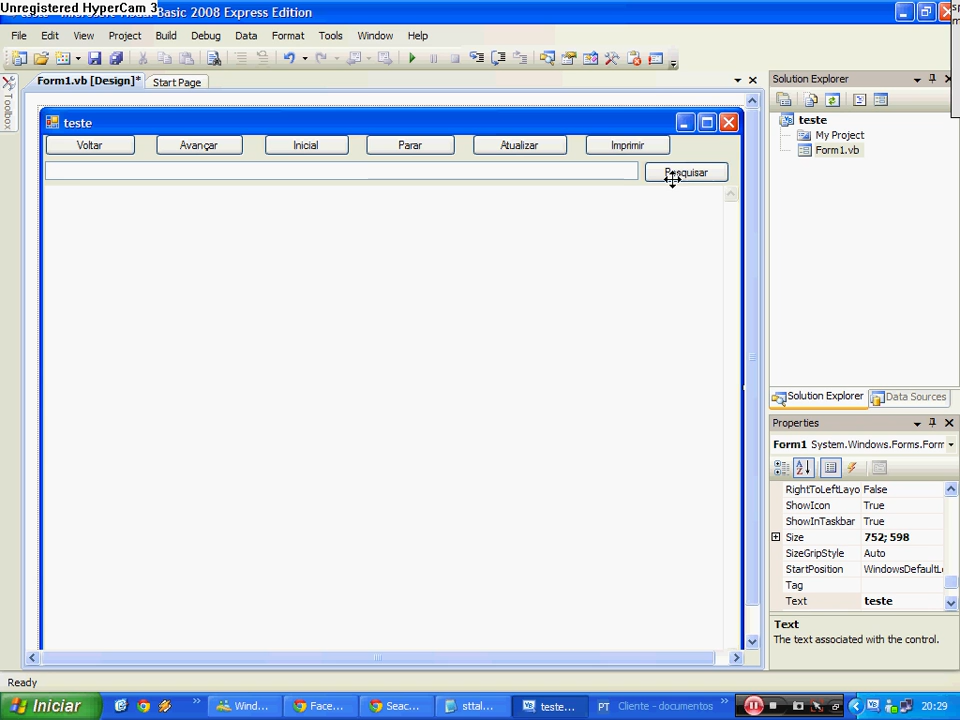 Unregistered HyperCam 3
Basic 2008 Express Edition
File Edit View Project Build Debug Data Format Tools Window Help
Form1.vb [Design]* Start Page
Toolbox
teste
Voltar Avançar Inicial Parar Atualizar Imprimir
Pesquisar
Solution Explorer
teste
My Project
Form1.vb
Solution Explorer Data Sources
Properties
Form1 System.Windows.Forms.Form
RightToLeftLayo False
ShowIcon True
ShowInTaskbar True
Size 752; 598
SizeGripStyle Auto
StartPosition WindowsDefaultL
Tag
Text teste
Text
The text associated with the control.
Ready
Iniciar Wind... Face... Seac... sttal... teste... PT Cliente - documentos 20:29